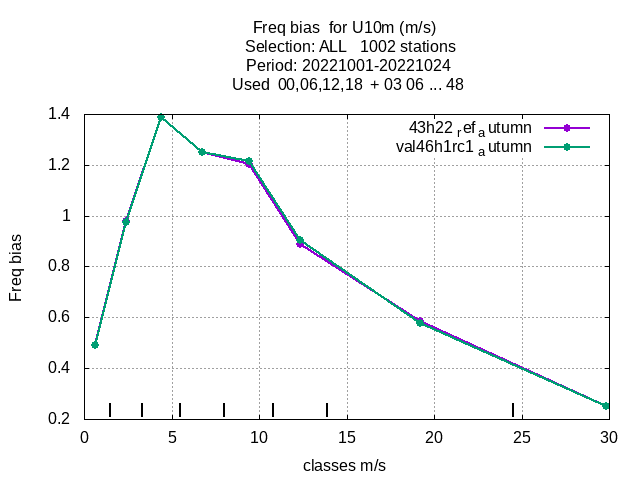 Freq bias  for U10m (m/s)
Selection: ALL   1002 stations
Period: 20221001-20221024
Used  00,06,12,18  + 03 06 ... 48
43h22 ref autumn
val46h1rc1 autumn
1.4
1.2
1
0.8
0.6
0.4
0.2
Freq bias
0 5 10 15 20 25 30
classes m/s